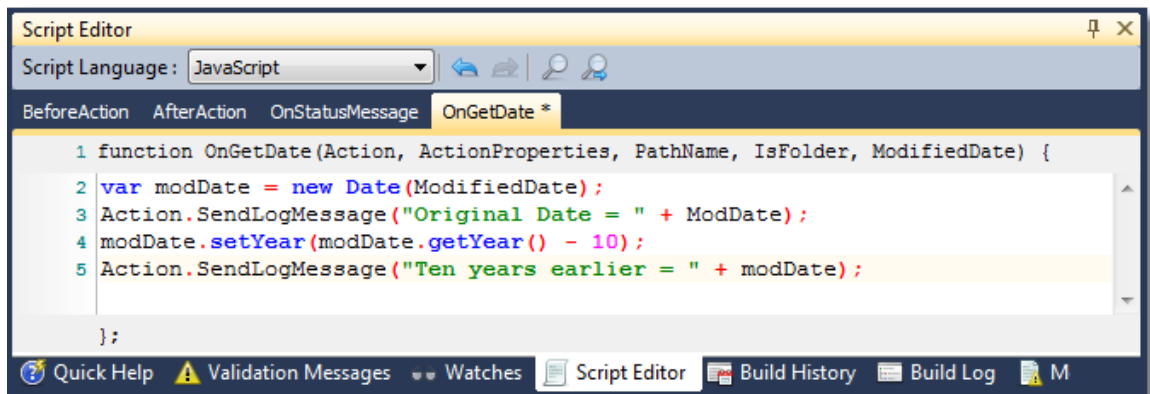 Script Editor
Script Language : JavaScript
BeforeAction AfterAction OnStatusMessage OnGetDate *
1 function OnGetDate(Action, ActionProperties, PathName, IsFolder, ModifiedDate) {
2 var modDate = new Date(ModifiedDate);
3 Action.SendLogMessage("Original Date = " + ModDate);
4 modDate.setYear(modDate.getYear() - 10);
5 Action.SendLogMessage("Ten years earlier = " + modDate);
};
Quick Help Validation Messages Watches Script Editor Build History Build Log M